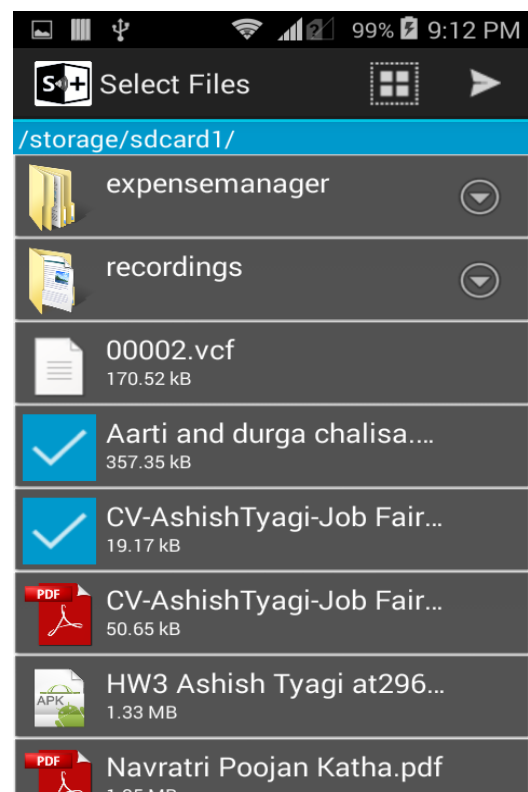 99% 9:12 PM
S+ Select Files
/storage/sdcard1/
expensemanager
recordings
00002.vcf
170.52 kB
Aarti and durga chalisa....
357.35 kB
CV-AshishTyagi-Job Fair...
19.17 kB
PDF
CV-AshishTyagi-Job Fair...
50.65 kB
APK
HW3 Ashish Tyagi at296...
1.33 MB
PDF
Navratri Poojan Katha.pdf